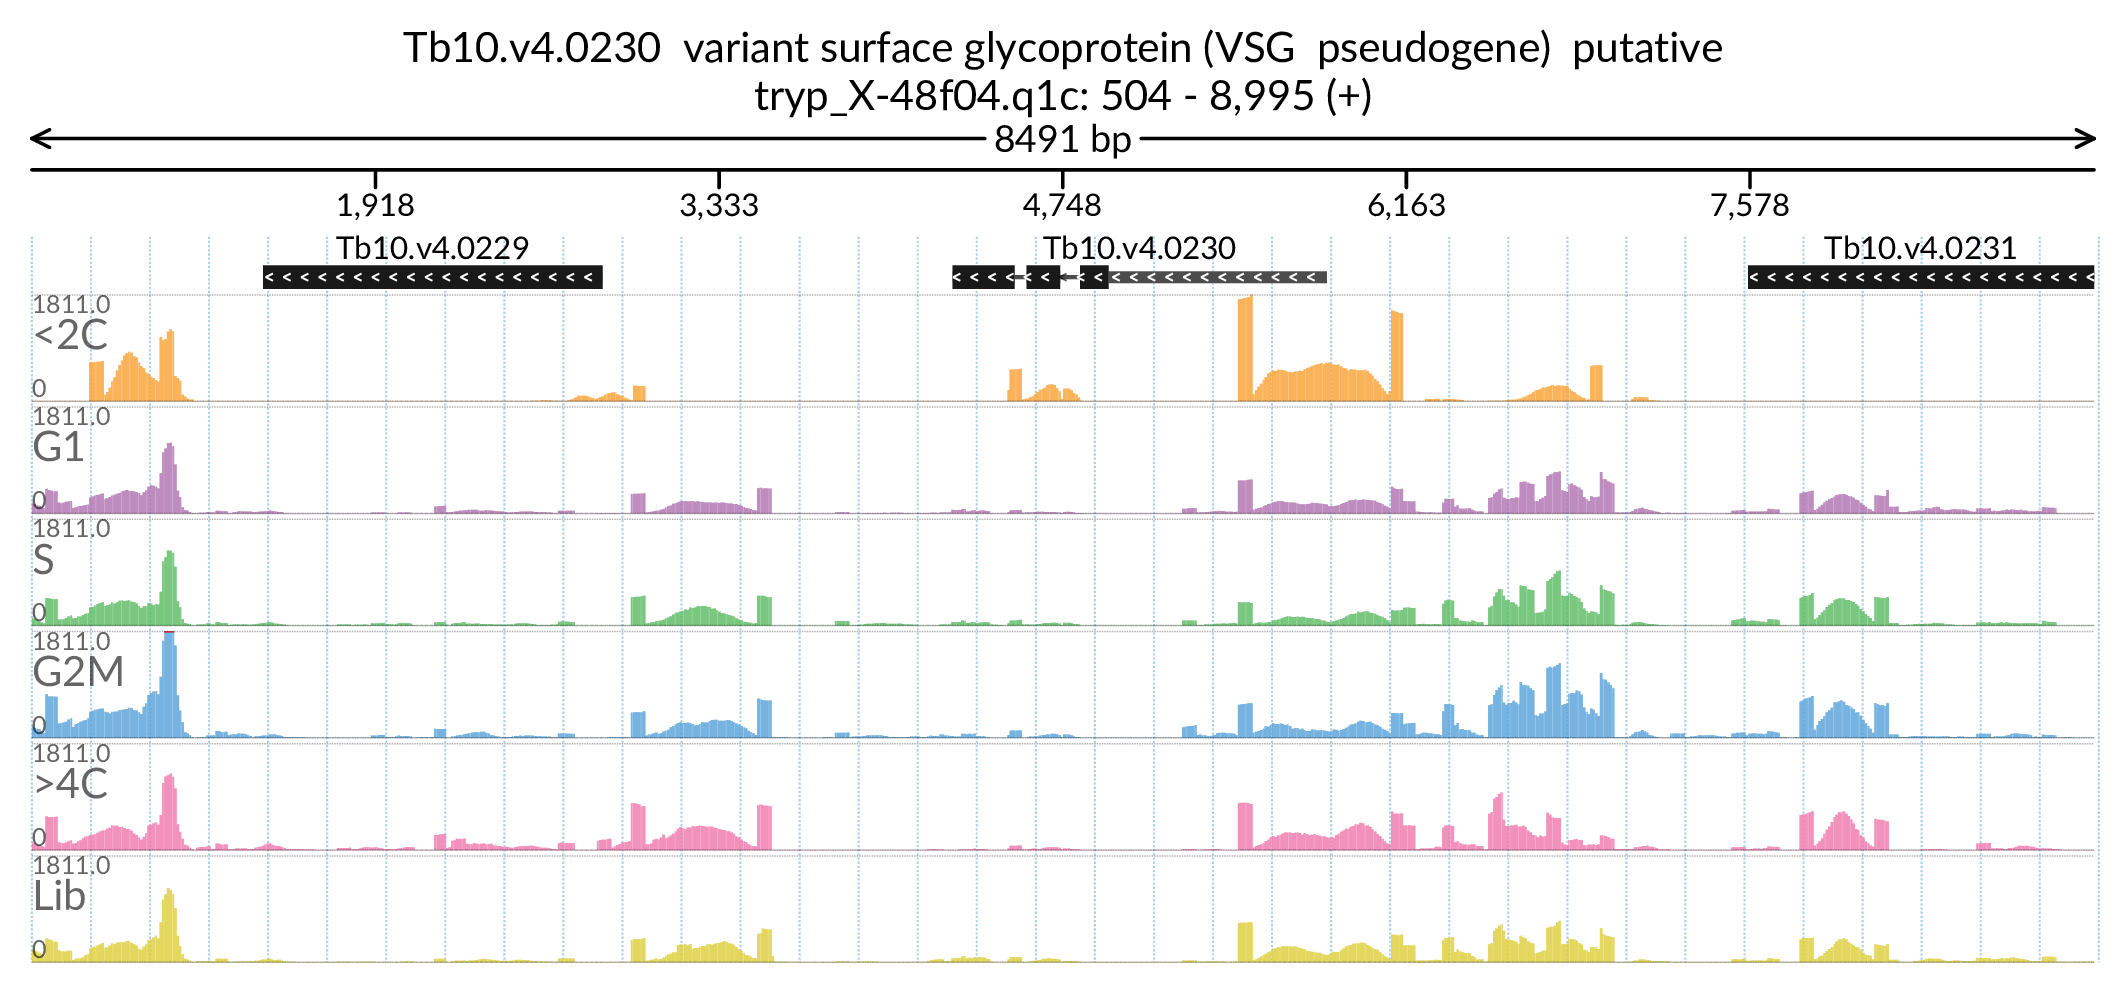 Tb10.v4.0230 variant surface glycoprotein (VSG pseudogene) putative
tryp_X-48f04.q1c: 504 - 8,995 (+)
8491 bp
1,918 3,333 4,748 6,163 7,578
Tb10.v4.0229 Tb10.v4.0230 Tb10.v4.0231
1811.0
<2C
0
1811.0
G1
0
1811.0
S
0
1811.0
G2M
0
1811.0
>4C
0
1811.0
Lib
0